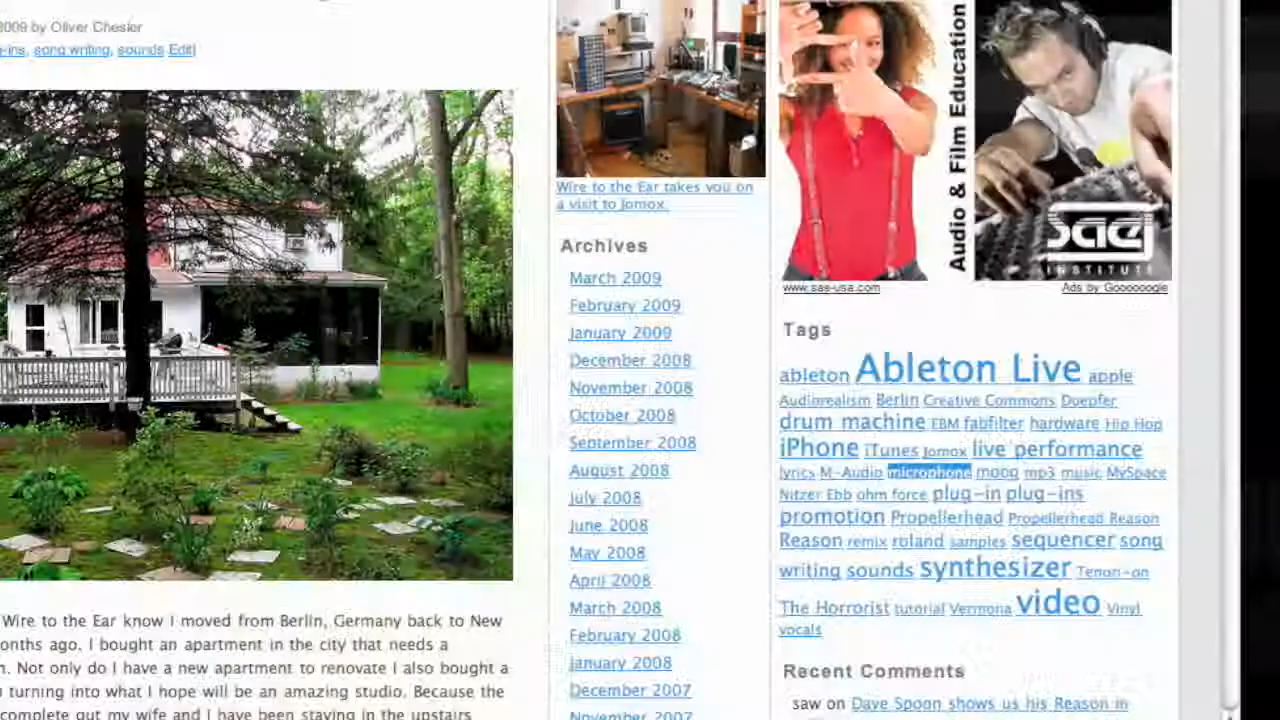 2009 by Oliver Chesler
-ins, song writing, sounds Edit|
Wire to the Ear know I moved from Berlin, Germany back to New
onths ago. I bought an apartment in the city that needs a
n. Not only do I have a new apartment to renovate I also bought a
turning into what I hope will be an amazing studio. Because the
complete gut my wife and I have been staying in the upstairs
Wire to the Ear takes you on
a visit to Jomox.
Archives
March 2009
February 2009
January 2009
December 2008
November 2008
October 2008
September 2008
August 2008
July 2008
June 2008
May 2008
April 2008
March 2008
February 2008
January 2008
December 2007
November 2007
Audio & Film Education
sae
INSTITUTE
www.sae-usa.com
Ads by Goooooogle
Tags
ableton Ableton Live apple
Audiorealism Berlin Creative Commons Doepfer
drum machine EBM fabfilter hardware Hip Hop
iPhone iTunes Jomox live performance
lyrics M-Audio microphone moog mp3 music MySpace
Nitzer Ebb ohm force plug-in plug-ins
promotion Propellerhead Propellerhead Reason
Reason remix roland samples sequencer song
writing sounds synthesizer Tenori-on
The Horrorist tutorial Vermona video Vinyl
vocals
Recent Comments
saw on Dave Spoon shows us his Reason in